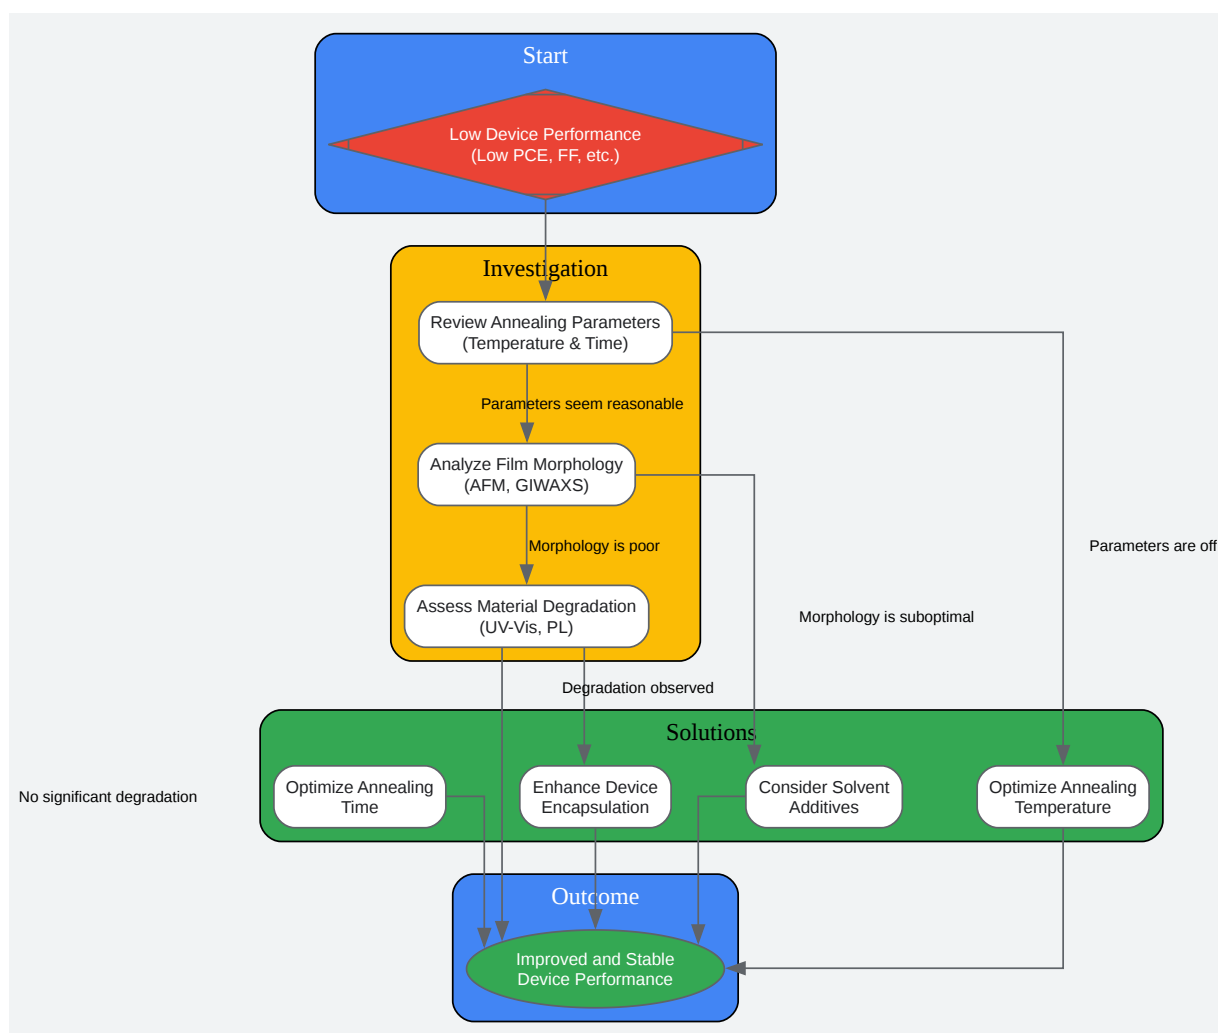 Start
Low Device Performance
(Low PCE, FF, etc.)
Investigation
Review Annealing Parameters
(Temperature & Time)
Parameters seem reasonable
Analyze Film Morphology
(AFM, GIWAXS)
Morphology is poor
Parameters are off
Assess Material Degradation
(UV-Vis, PL)
Morphology is suboptimal
Degradation observed
Solutions
No significant degradation
Optimize Annealing
Time
Enhance Device
Encapsulation
Consider Solvent
Additives
Optimize Annealing
Temperature
Outcome
Improved and Stable
Device Performance